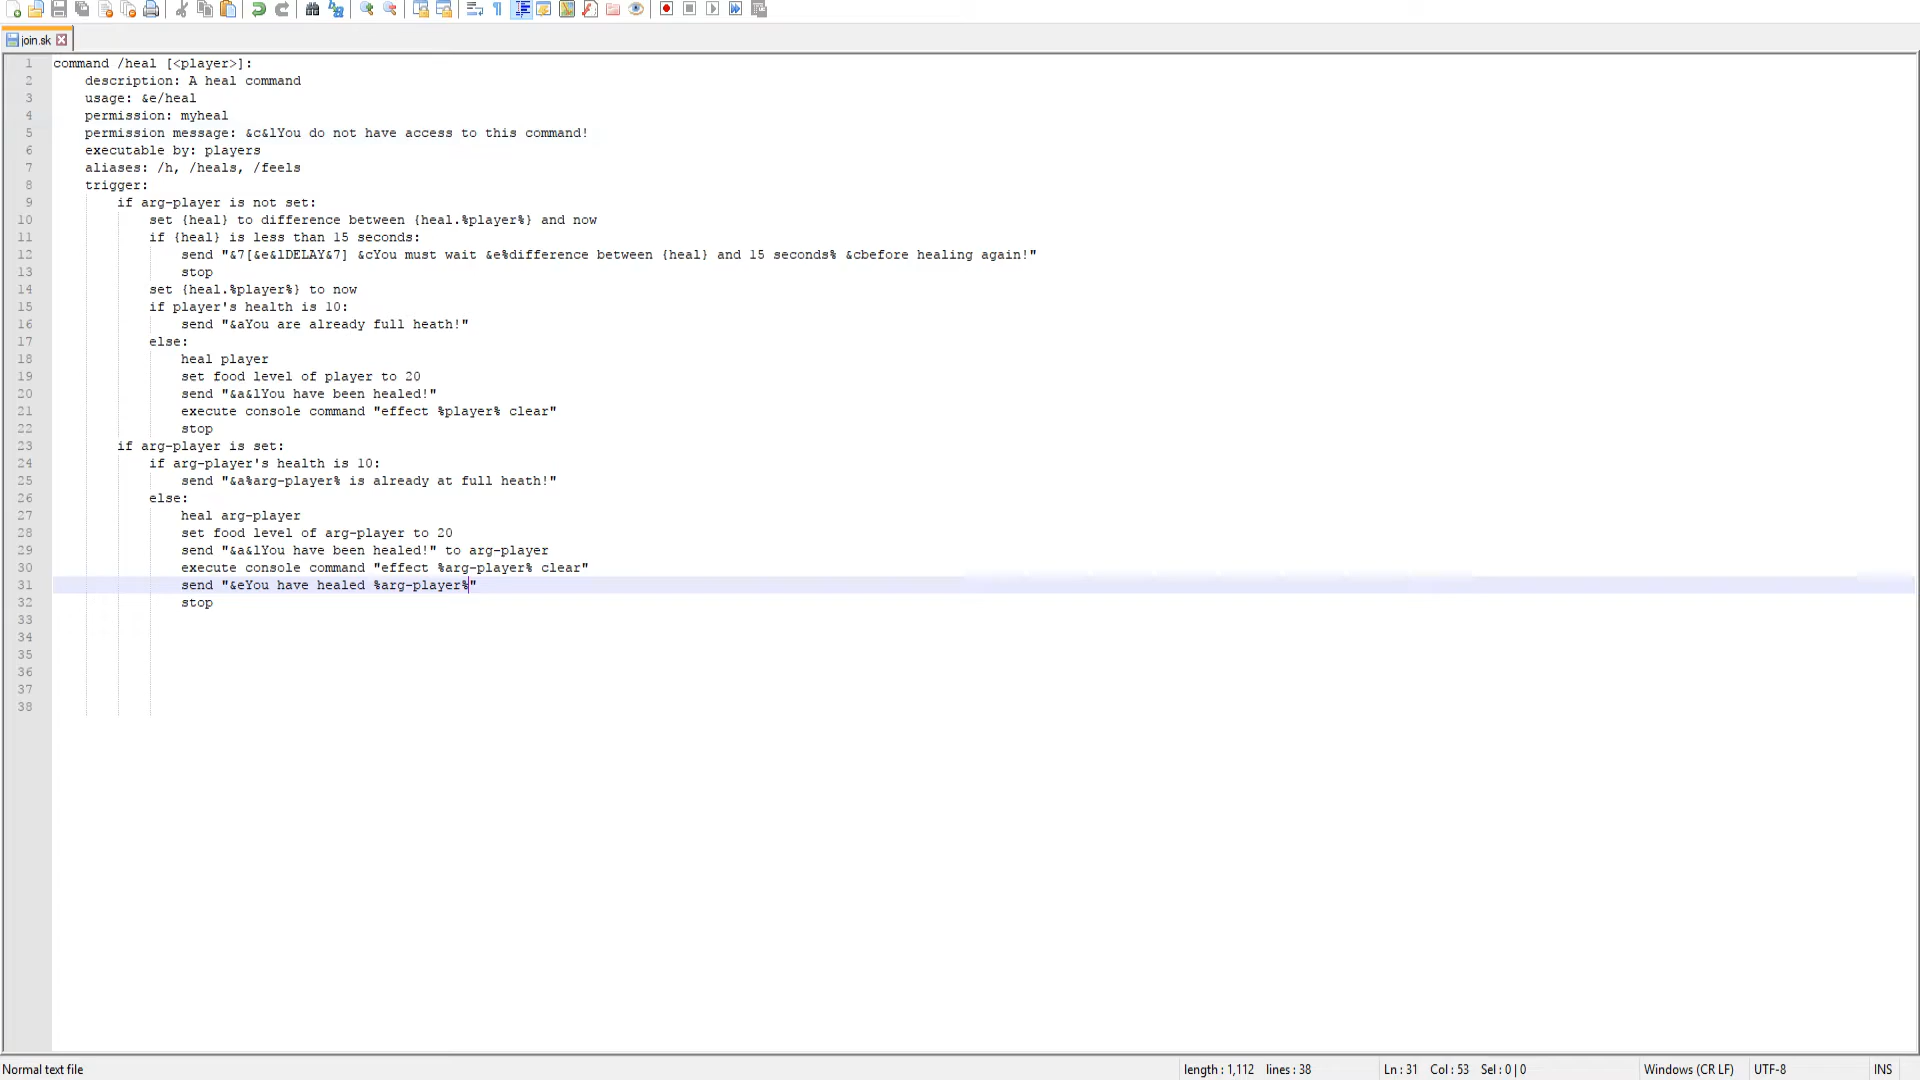 join.sk
1 command /heal [<player>]:
2 description: A heal command
3 usage: &e/heal
4 permission: myheal
5 permission message: &c&lYou do not have access to this command!
6 executable by: players
7 aliases: /h, /heals, /feels
8 trigger:
9 if arg-player is not set:
10 set {heal} to difference between {heal.%player%} and now
11 if {heal} is less than 15 seconds:
12 send "&7[&e&lDELAY&7] &cYou must wait &e%difference between {heal} and 15 seconds% &cbefore healing again!"
13 stop
14 set {heal.%player%} to now
15 if player's health is 10:
16 send "&aYou are already full heath!"
17 else:
18 heal player
19 set food level of player to 20
20 send "&a&lYou have been healed!"
21 execute console command "effect %player% clear"
22 stop
23 if arg-player is set:
24 if arg-player's health is 10:
25 send "&a%arg-player% is already at full heath!"
26 else:
27 heal arg-player
28 set food level of arg-player to 20
29 send "&a&lYou have been healed!" to arg-player
30 execute console command "effect %arg-player% clear"
31 send "&eYou have healed %arg-player%"
32 stop
33
34
35
36
37
38
Normal text file length : 1,112 lines : 38 Ln : 31 Col : 53 Sel : 0 | 0 Windows (CR LF) UTF-8 INS